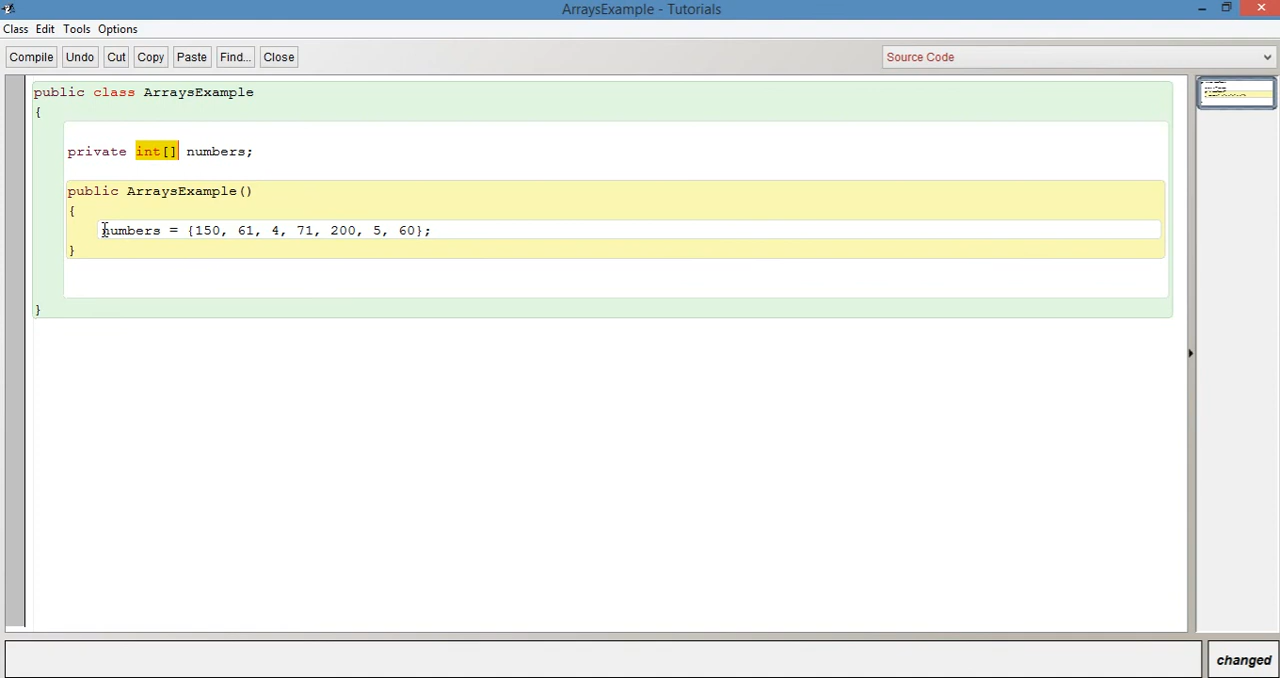 ArraysExample - Tutorials
Class Edit Tools Options
Compile Undo Cut Copy Paste Find... Close Source Code
public class ArraysExample
{
private int[] numbers;
public ArraysExample()
{
numbers = {150, 61, 4, 71, 200, 5, 60};
}
}
changed